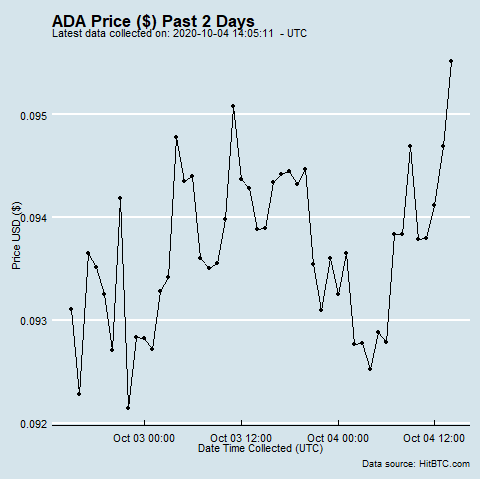 ADA Price ($) Past 2 Days
Latest data collected on: 2020-10-04 14:05:11 - UTC
0.095
0.094
Price USD ($)
0.093
0.092
Oct 03 00:00 Oct 03 12:00 Oct 04 00:00 Oct 04 12:00
Date Time Collected (UTC)
Data source: HitBTC.com